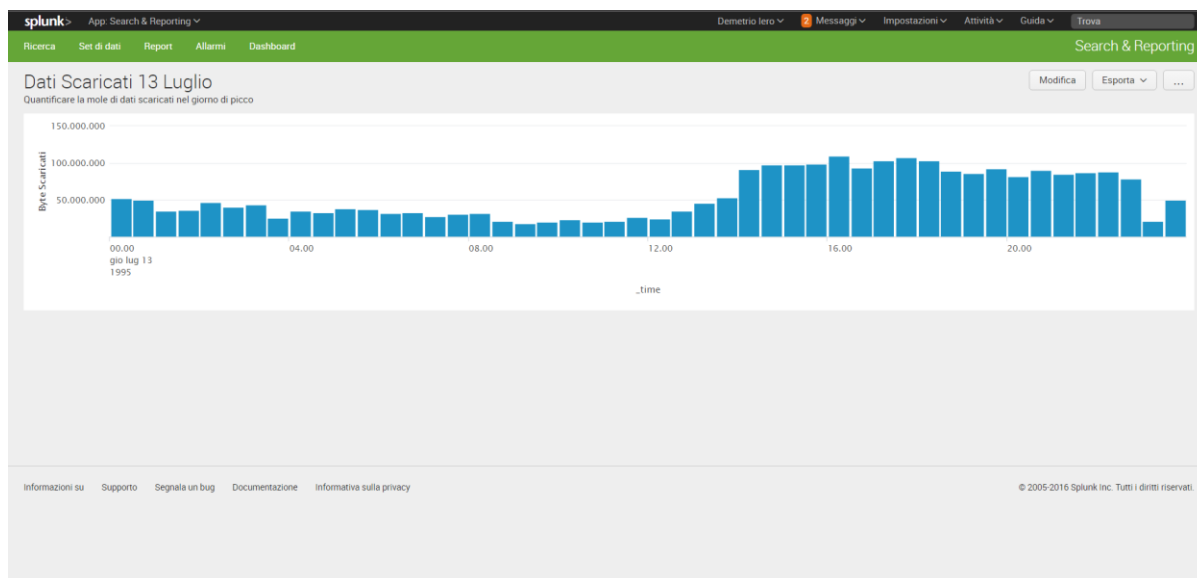 splunk> App: Search & Reporting Demetrio Iero 2 Messaggi Impostazioni Attività Guida Trova
Ricerca Set di dati Report Allarmi Dashboard Search & Reporting
Dati Scaricati 13 Luglio Modifica Esporta ...
Quantificare la mole di dati scaricati nel giorno di picco
150.000.000
100.000.000
50.000.000
Byte Scaricati
00.00 04.00 08.00 12.00 16.00 20.00
gio lug 13
1995
_time
Informazioni su Supporto Segnala un bug Documentazione Informativa sulla privacy © 2005-2016 Splunk Inc. Tutti i diritti riservati.